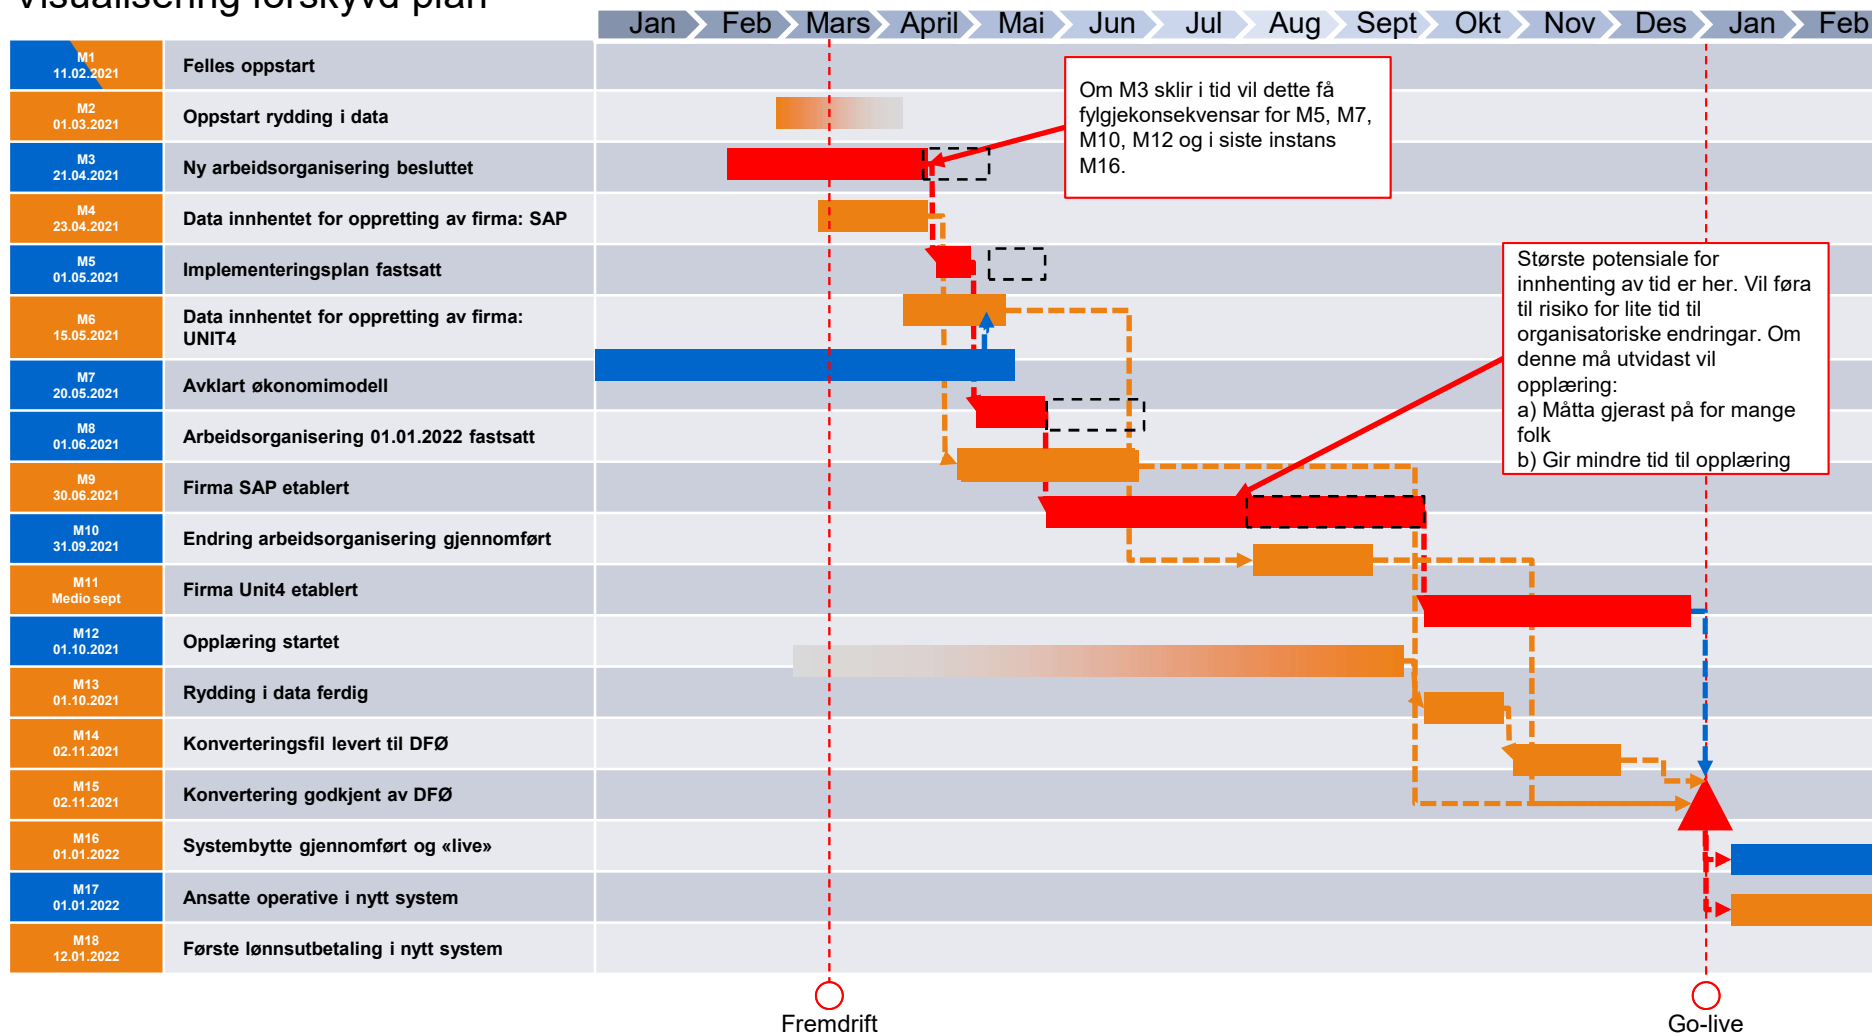 Visualisering forskyvd plan
Jan Feb Mars April Mai Jun Jul Aug Sept Okt Nov Des Jan Feb
M1
11.02.2021
Felles oppstart
M2
01.03.2021
Oppstart rydding i data
M3
21.04.2021
Ny arbeidsorganisering besluttet
M4
23.04.2021
Data innhentet for oppretting av firma: SAP
M5
01.05.2021
Implementeringsplan fastsatt
M6
15.05.2021
Data innhentet for oppretting av firma:
UNIT4
M7
20.05.2021
Avklart økonomimodell
M8
01.06.2021
Arbeidsorganisering 01.01.2022 fastsatt
M9
30.06.2021
Firma SAP etablert
M10
31.09.2021
Endring arbeidsorganisering gjennomført
M11
Medio sept
Firma Unit4 etablert
M12
01.10.2021
Opplæring startet
M13
01.10.2021
Rydding i data ferdig
M14
02.11.2021
Konverteringsfil levert til DFØ
M15
02.11.2021
Konvertering godkjent av DFØ
M16
01.01.2022
Systembytte gjennomført og «live»
M17
01.01.2022
Ansatte operative i nytt system
M18
12.01.2022
Første lønnsutbetaling i nytt system
Om M3 sklir i tid vil dette få
fylgjekonsekvensar for M5, M7,
M10, M12 og i siste instans
M16.
Største potensiale for
innhenting av tid er her. Vil føra
til risiko for lite tid til
organisatoriske endringar. Om
denne må utvidast vil
opplæring:
a) Måtta gjerast på for mange
folk
b) Gir mindre tid til opplæring
Fremdrift
Go-live